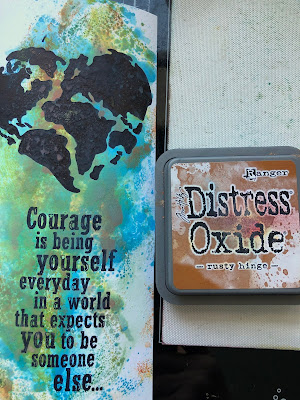 Courage
is being
yourself
everyday
in a world
that expects
you to be
someone
else...
Ranger
Distress
Oxide
— rusty hinge —